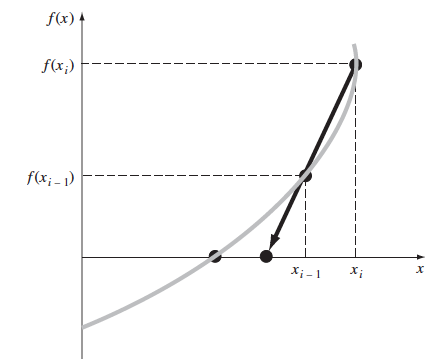 f(x)
f(x_i)
f(x_{i – 1})
x_{i – 1}
x_i
x